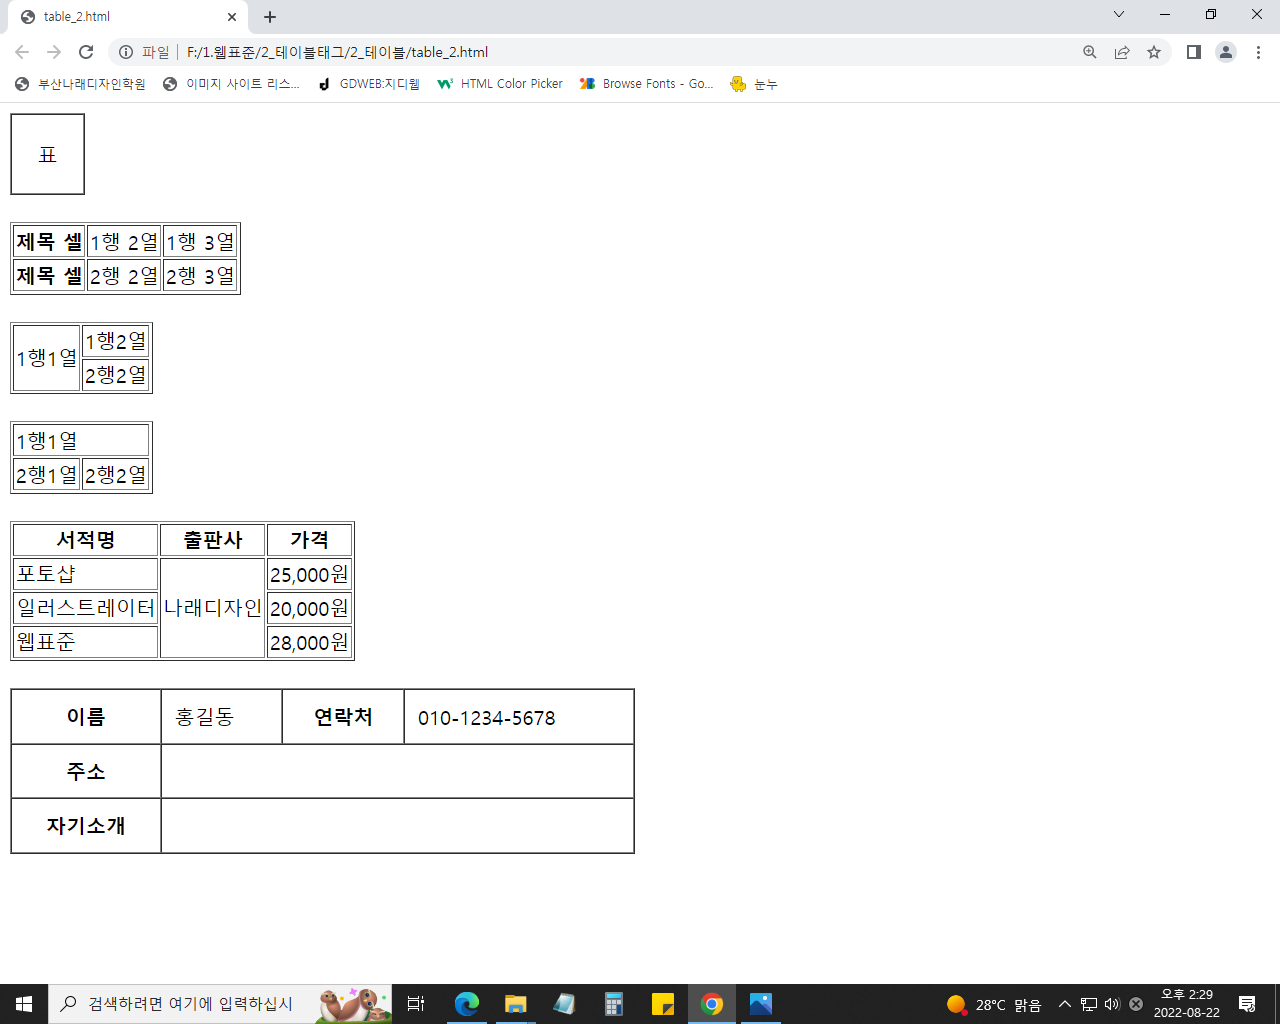 table_2.html
파일 | F:/1.웹표준/2_테이블태그/2_테이블/table_2.html
부산나래디자인학원 이미지 사이트 리스... GDWEB:지디웹 HTML Color Picker Browse Fonts - Go... 눈누
표
제목 셀 1행 2열 1행 3열
제목 셀 2행 2열 2행 3열
1행1열 1행2열
2행2열
1행1열
2행1열 2행2열
서적명 출판사 가격
포토샵 나래디자인 25,000원
일러스트레이터 20,000원
웹표준 28,000원
이름 홍길동 연락처 010-1234-5678
주소
자기소개
검색하려면 여기에 입력하십시
28°C 맑음
오후 2:29
2022-08-22